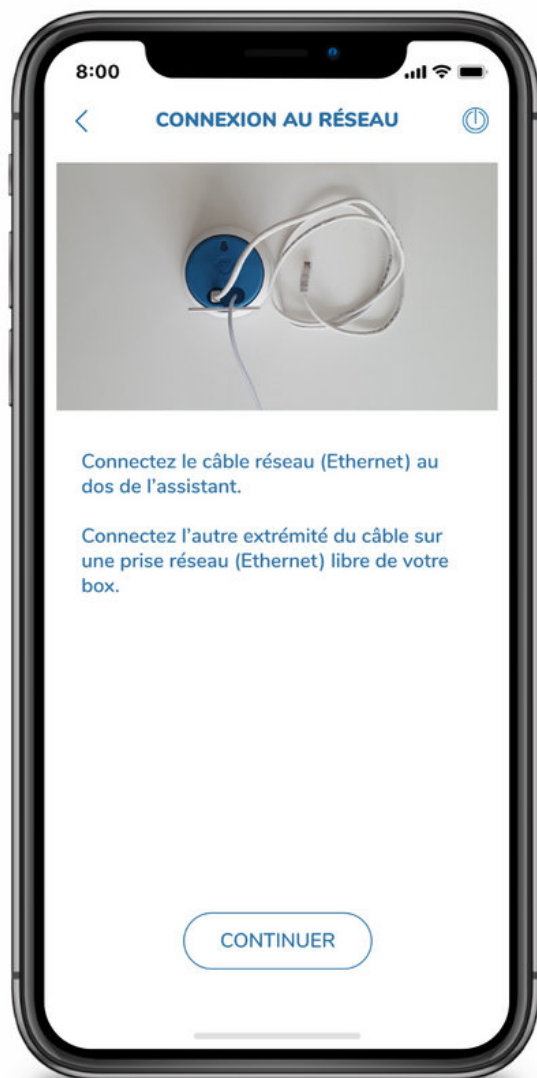 8:00
CONNEXION AU RÉSEAU
Connectez le câble réseau (Ethernet) au
dos de l’assistant.
Connectez l’autre extrémité du câble sur
une prise réseau (Ethernet) libre de votre
box.
CONTINUER